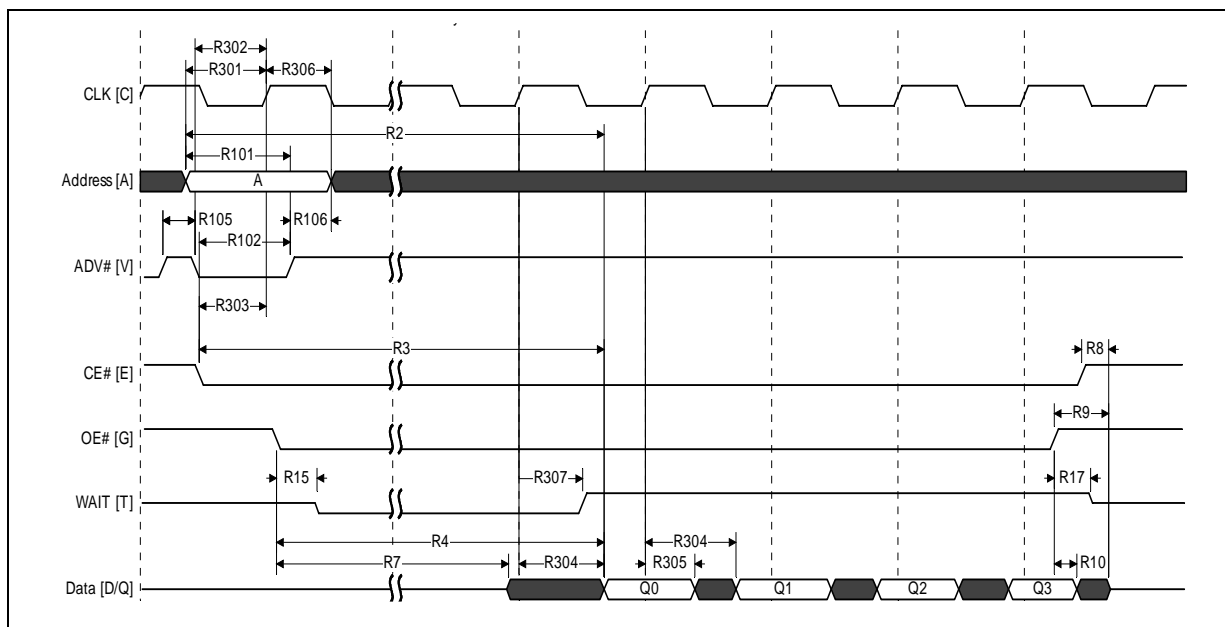 R302
R301 R306
CLK [C]
R2
R101
Address [A] A
R105 R106
R102
ADV# [V]
R303
R3
CE# [E] R8
R9
OE# [G]
R15 R307 R17
WAIT [T]
R4 R304
R7 R304 R305 R10
Data [D/Q] Q0 Q1 Q2 Q3